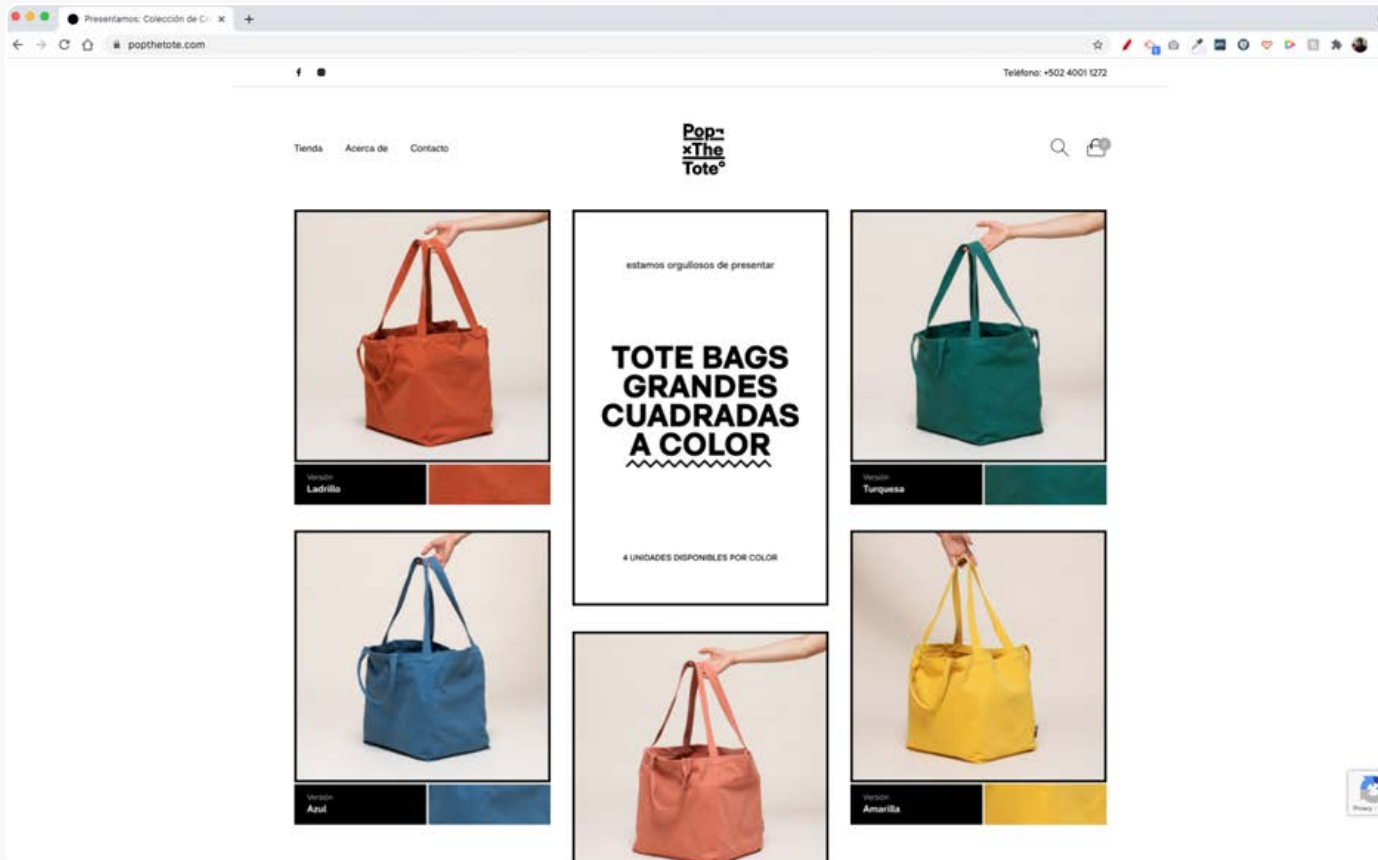 Presentamos: Colección de Co
popthetote.com
Teléfono: +502 4001 1272
Tienda
Acerca de
Contacto
Pop¬
×The
Tote°
estamos orgullosos de presentar
TOTE BAGS
GRANDES
CUADRADAS
A COLOR
4 UNIDADES DISPONIBLES POR COLOR
Versión
Ladrillo
Versión
Turquesa
Versión
Azul
Versión
Amarilla
Privacy